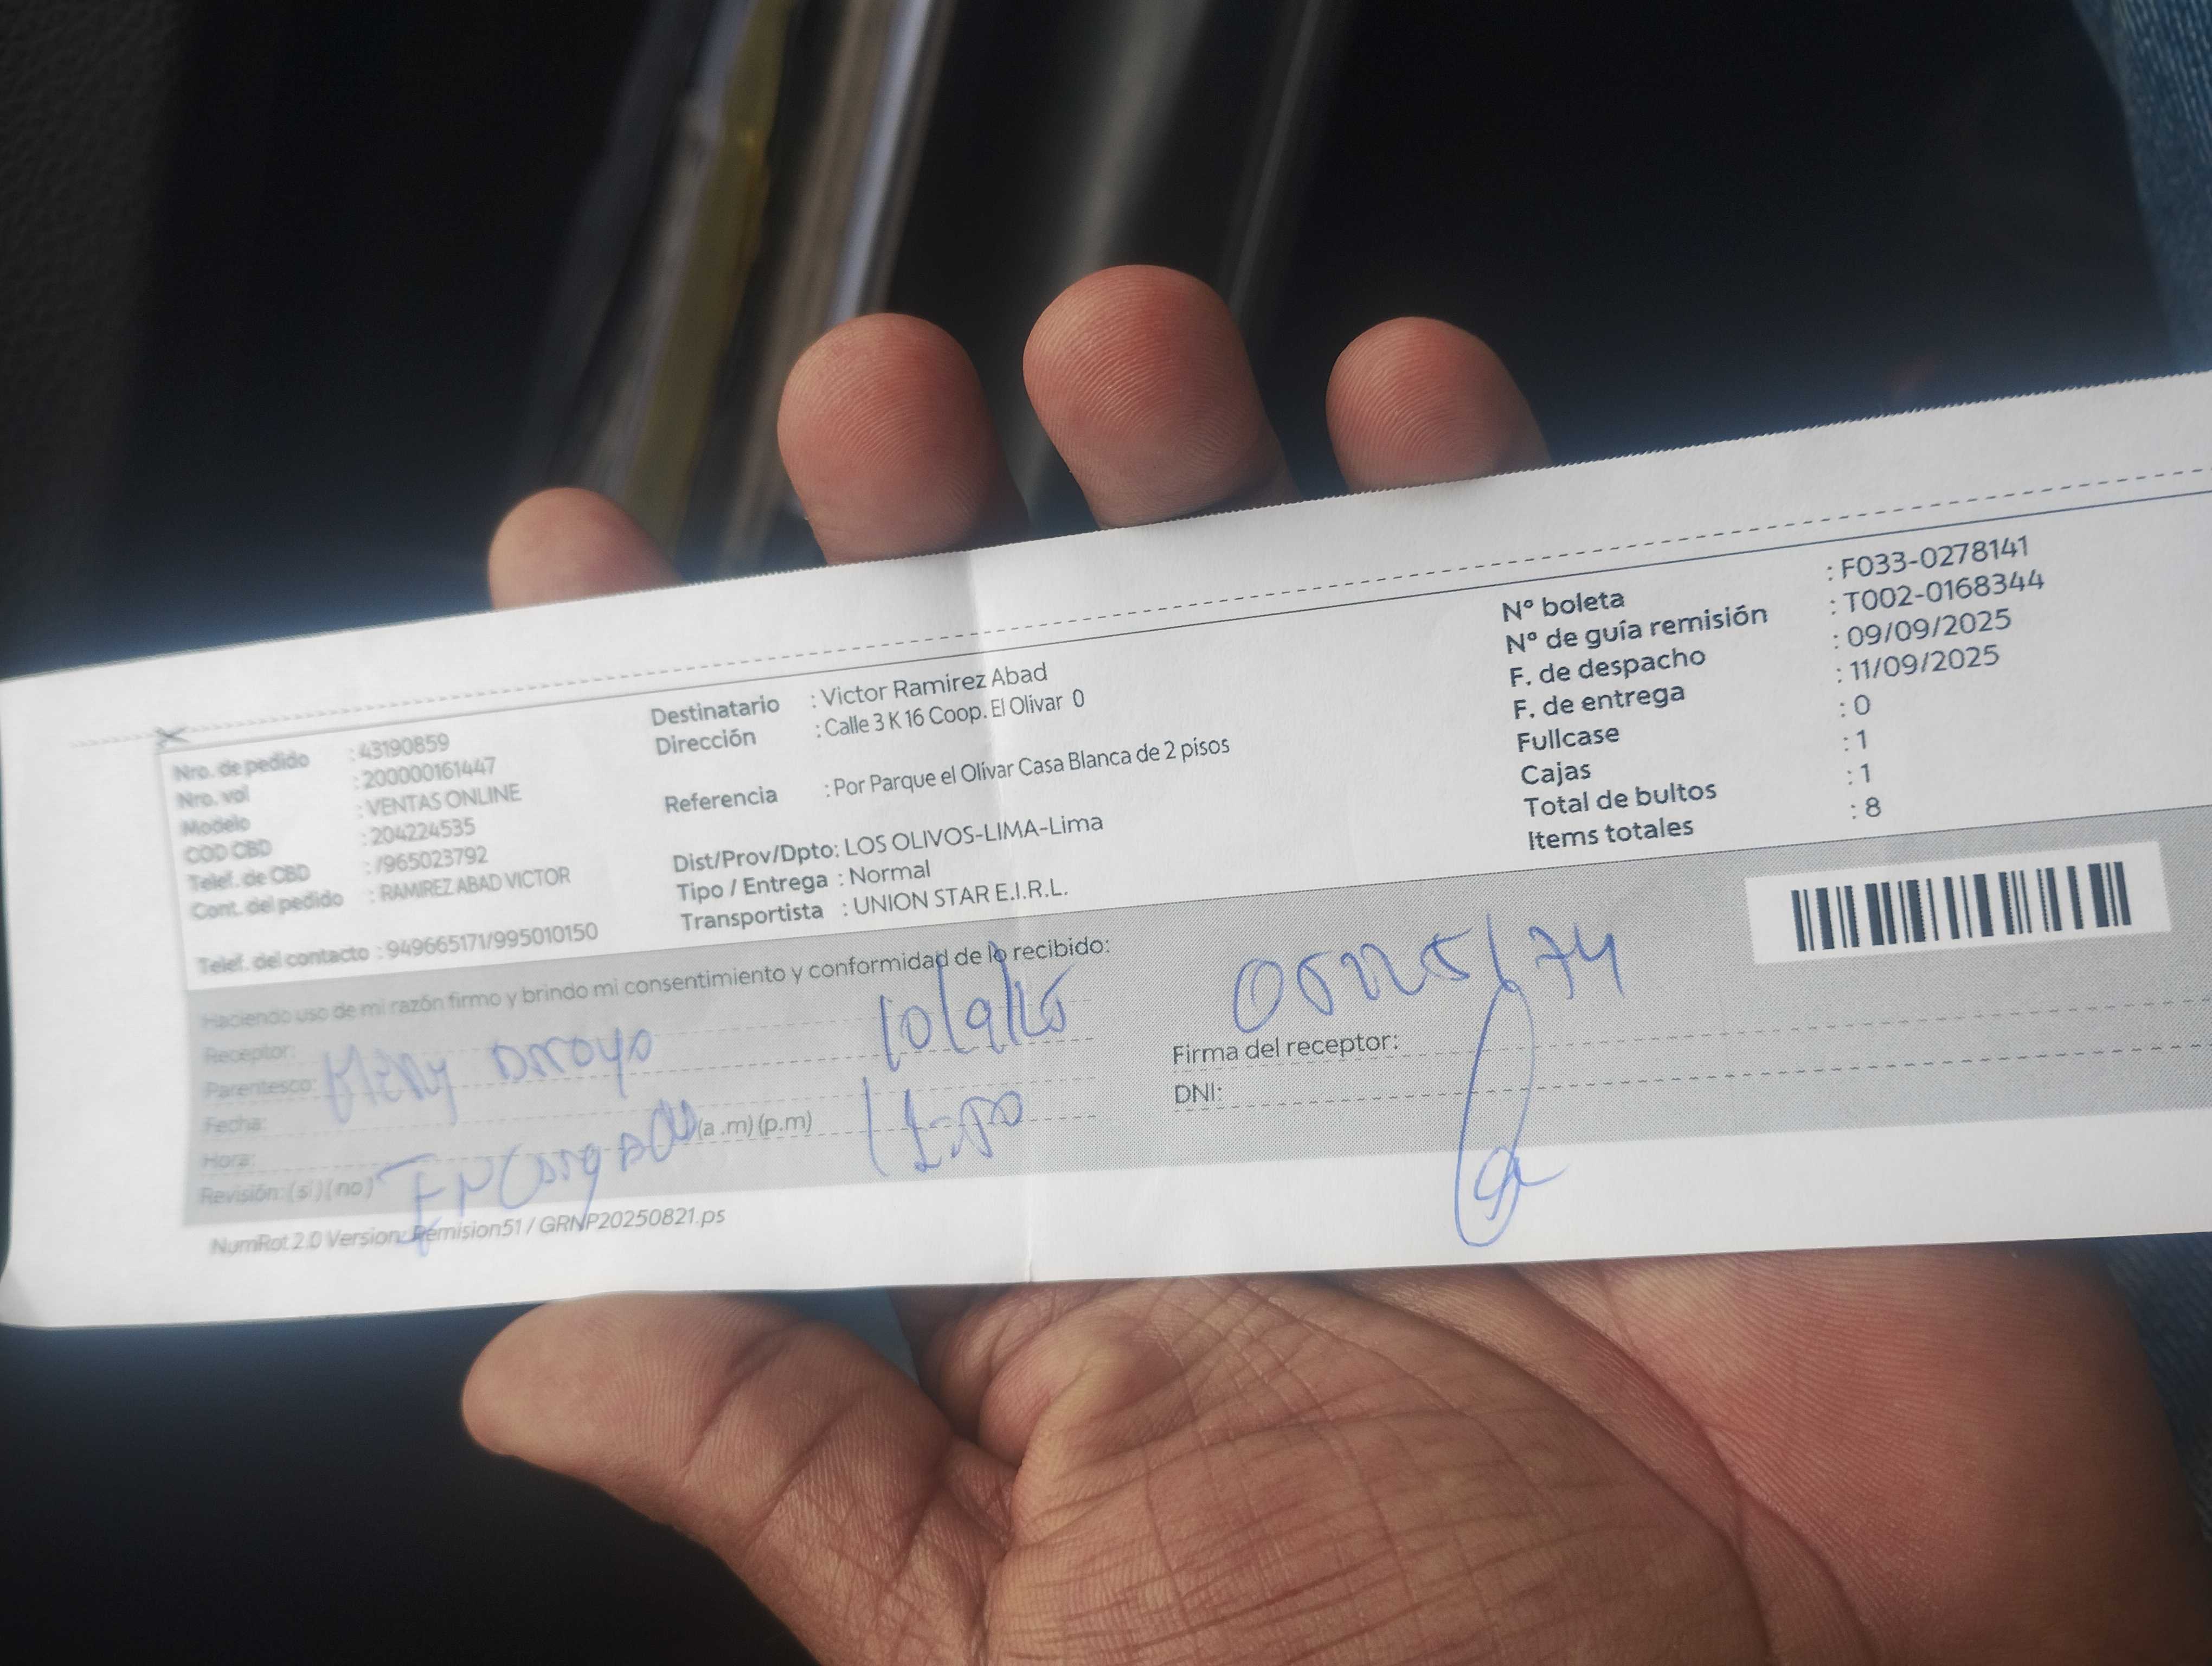 Nro. de pedido : 43190859
Nro. vol : 200000161447
Modelo : VENTAS ONLINE
COD CBD : 204224535
Telef. de CBD : /965023792
Cont. del pedido : RAMIREZ ABAD VICTOR
Telef. del contacto : 949665171/995010150
Destinatario : Victor Ramirez Abad
Dirección : Calle 3 K 16 Coop. El Olivar 0
Referencia : Por Parque el Olivar Casa Blanca de 2 pisos
Dist/Prov/Dpto: LOS OLIVOS-LIMA-Lima
Tipo / Entrega : Normal
Transportista : UNION STAR E.I.R.L.
N° boleta : F033-0278141
N° de guía remisión : T002-0168344
F. de despacho : 09/09/2025
F. de entrega : 11/09/2025
Fullcase : 0
Cajas : 1
Total de bultos : 1
Items totales : 8
Haciendo uso de mi razón firmo y brindo mi consentimiento y conformidad de lo recibido:
Receptor:
Parentesco: Arroyo
Fecha: 10/9/25
Hora: (a .m) (p.m)
Revisión: (si) (no) Encargado
Firma del receptor:
DNI:
NumRot 2.0 Version: Remision51 / GRNP20250821.ps